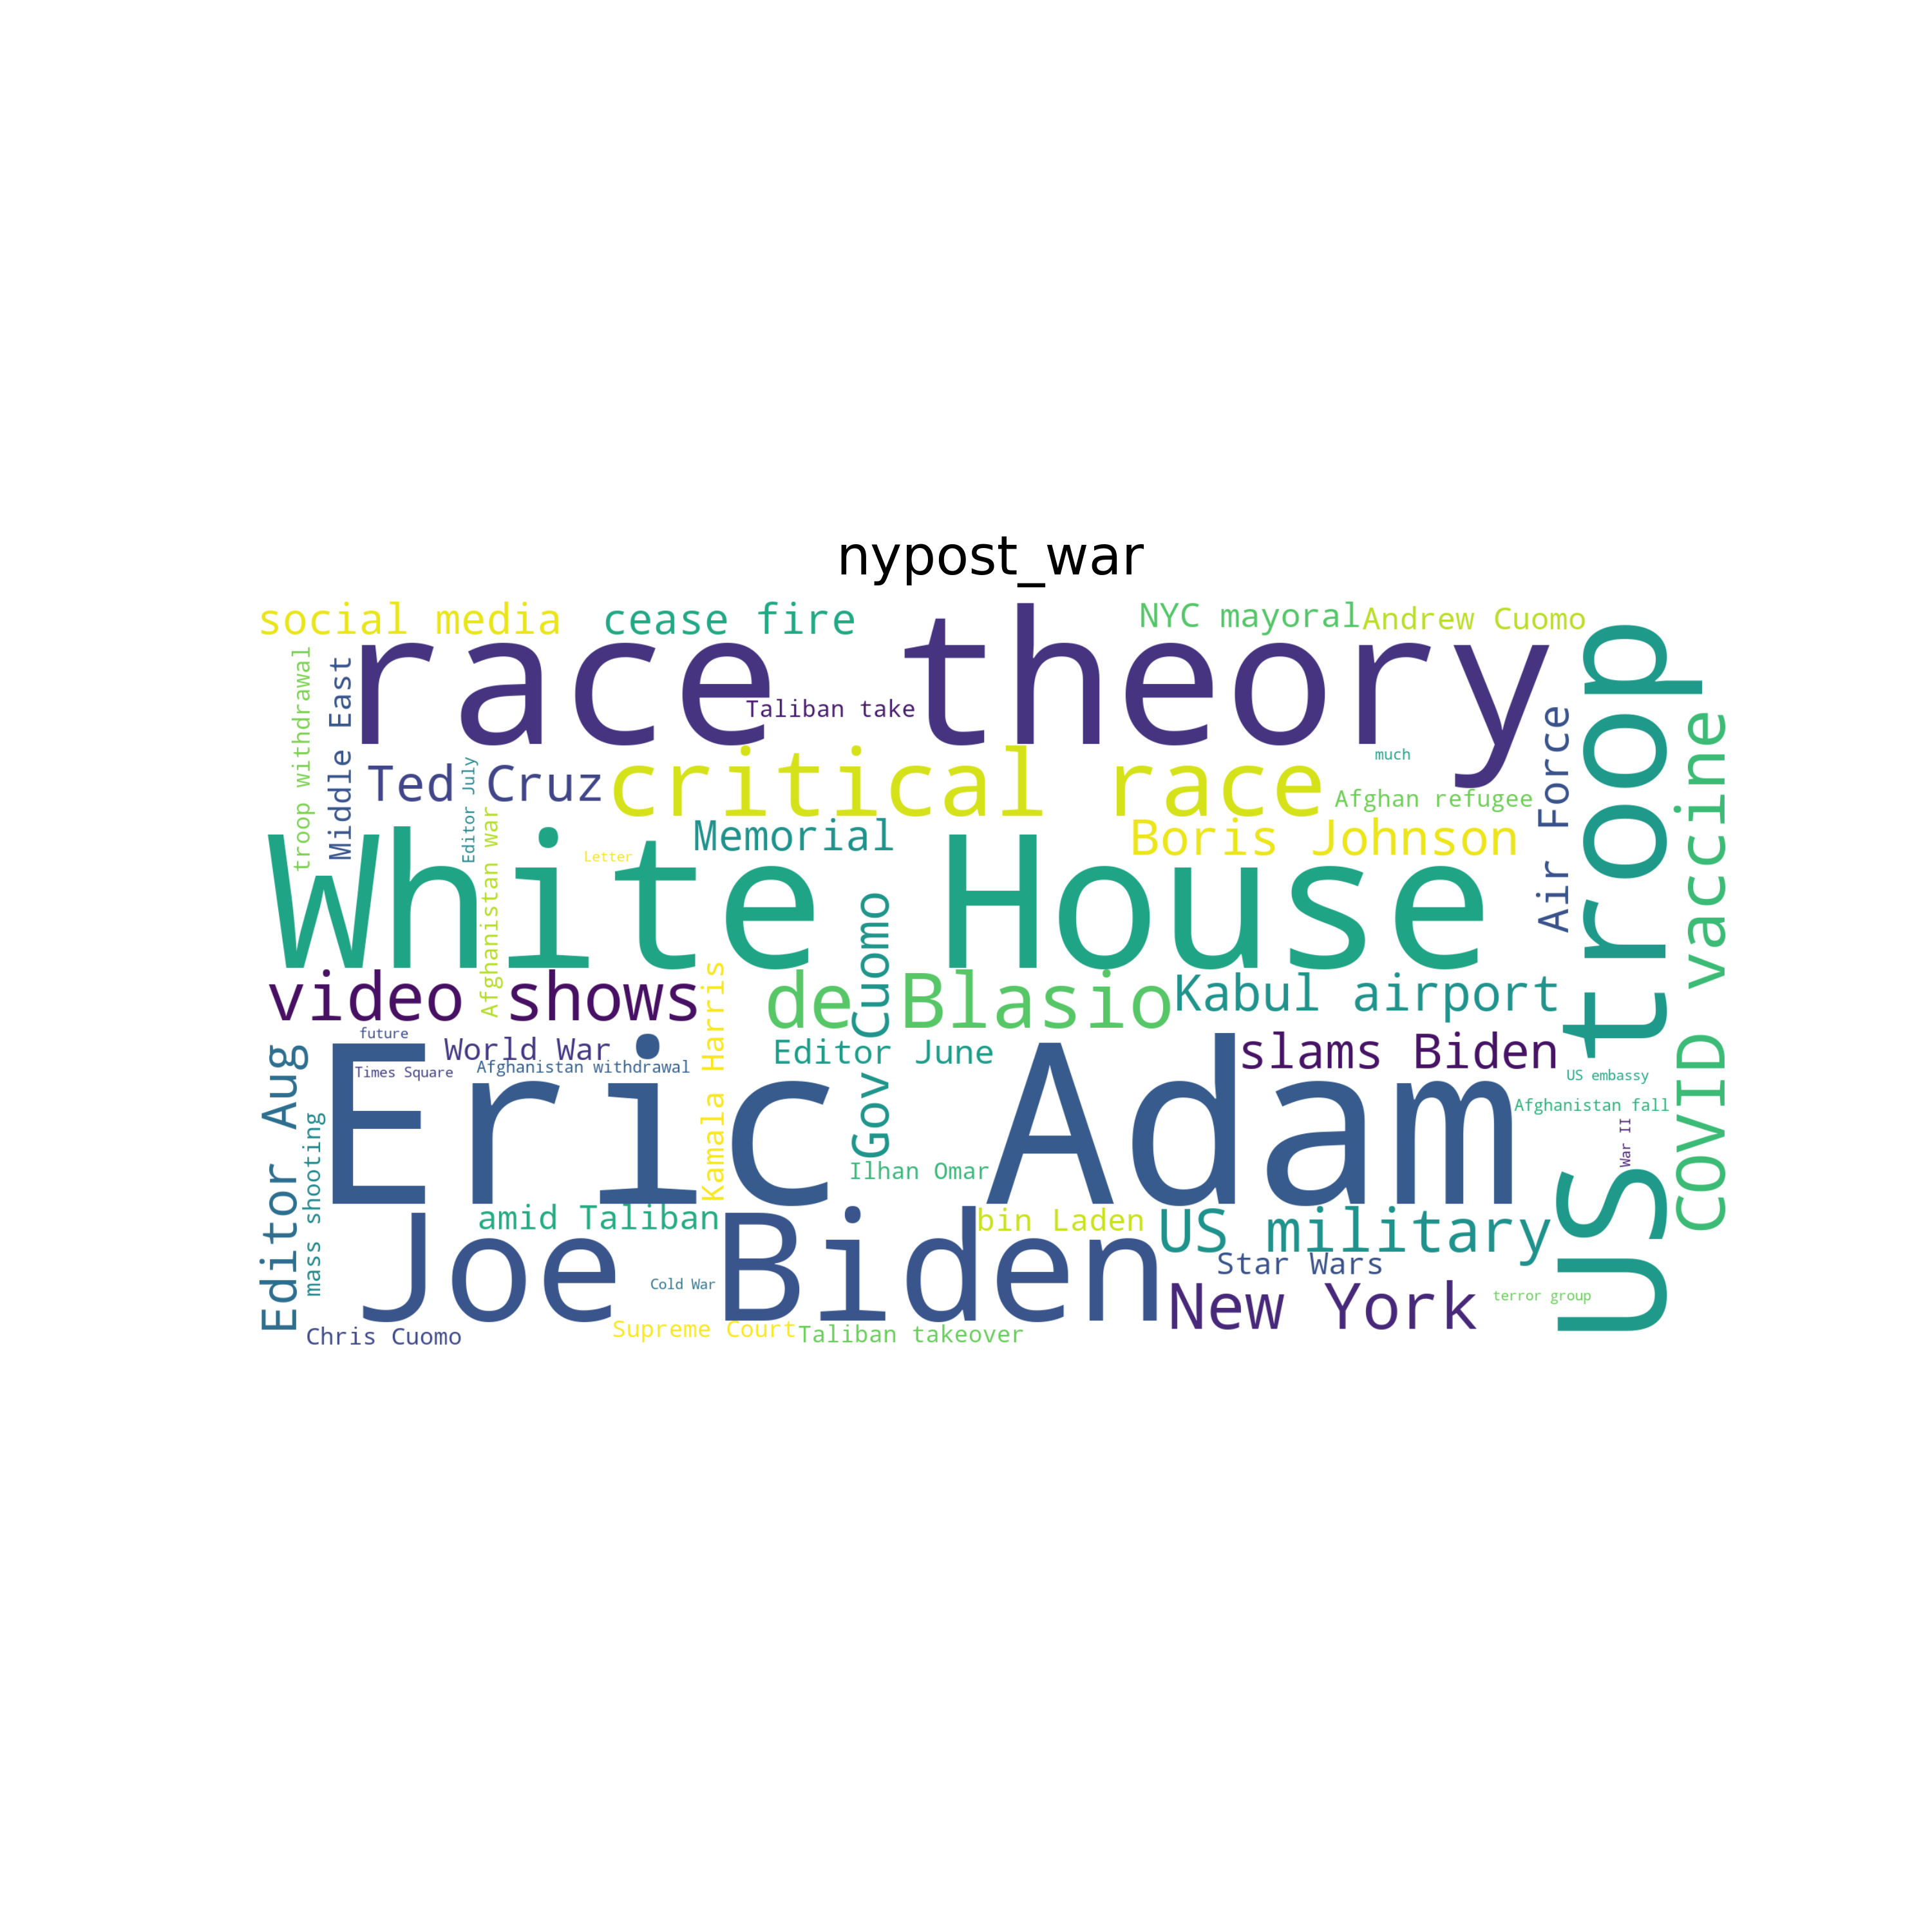 nypost_war
social media
cease fire
NYC mayoral
Andrew Cuomo
race theory
Taliban take
troop withdrawal
Middle East
Ted Cruz
Editor July
critical race
much
Afghan refugee
Air Force
US troop
COVID vaccine
Memorial
Boris Johnson
Letter
White House
Afghanistan War
video shows
de Blasio
Gov Cuomo
Kabul airport
future
World War
Editor June
slams Biden
Times Square
Afghanistan withdrawal
Kamala Harris
US embassy
Afghanistan fall
Editor Aug
mass shooting
Eric Adam
War II
Ilhan Omar
amid Taliban
bin Laden
US military
Joe Biden
Star Wars
Cold War
New York
terror group
Chris Cuomo
Supreme Court
Taliban takeover